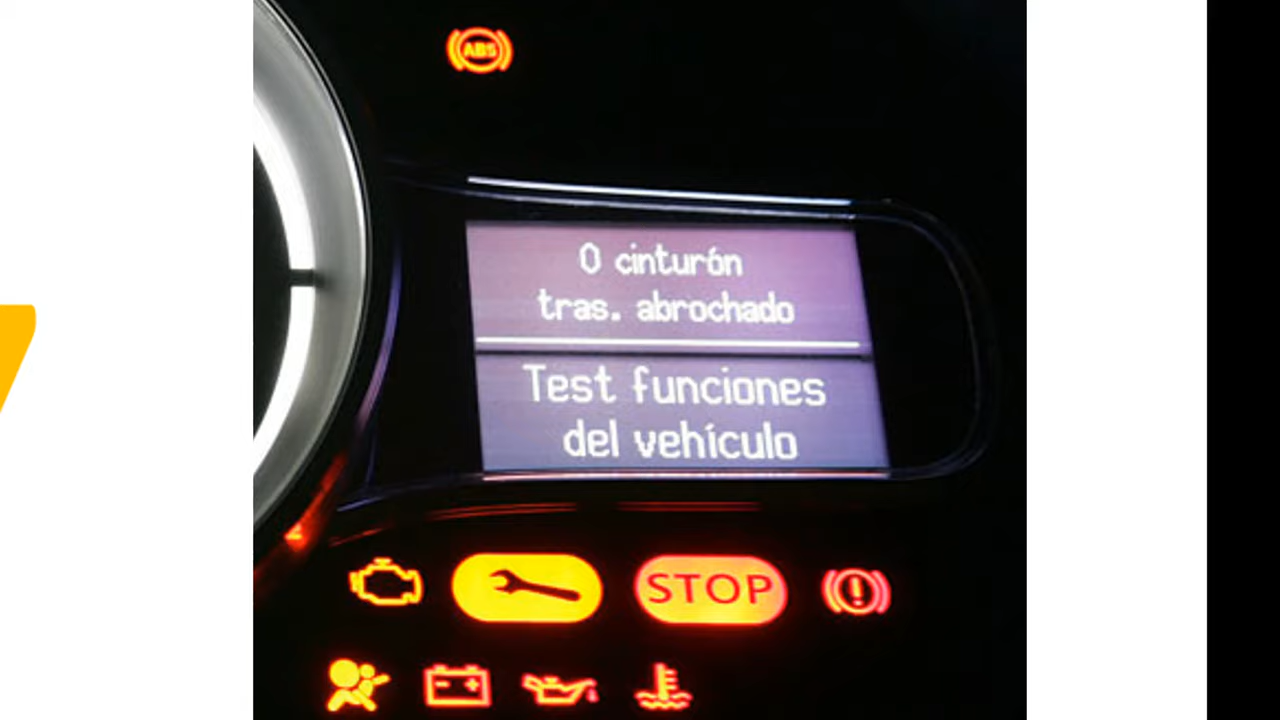 ABS
0 cinturón
tras. abrochado
Test funciones
del vehículo
STOP